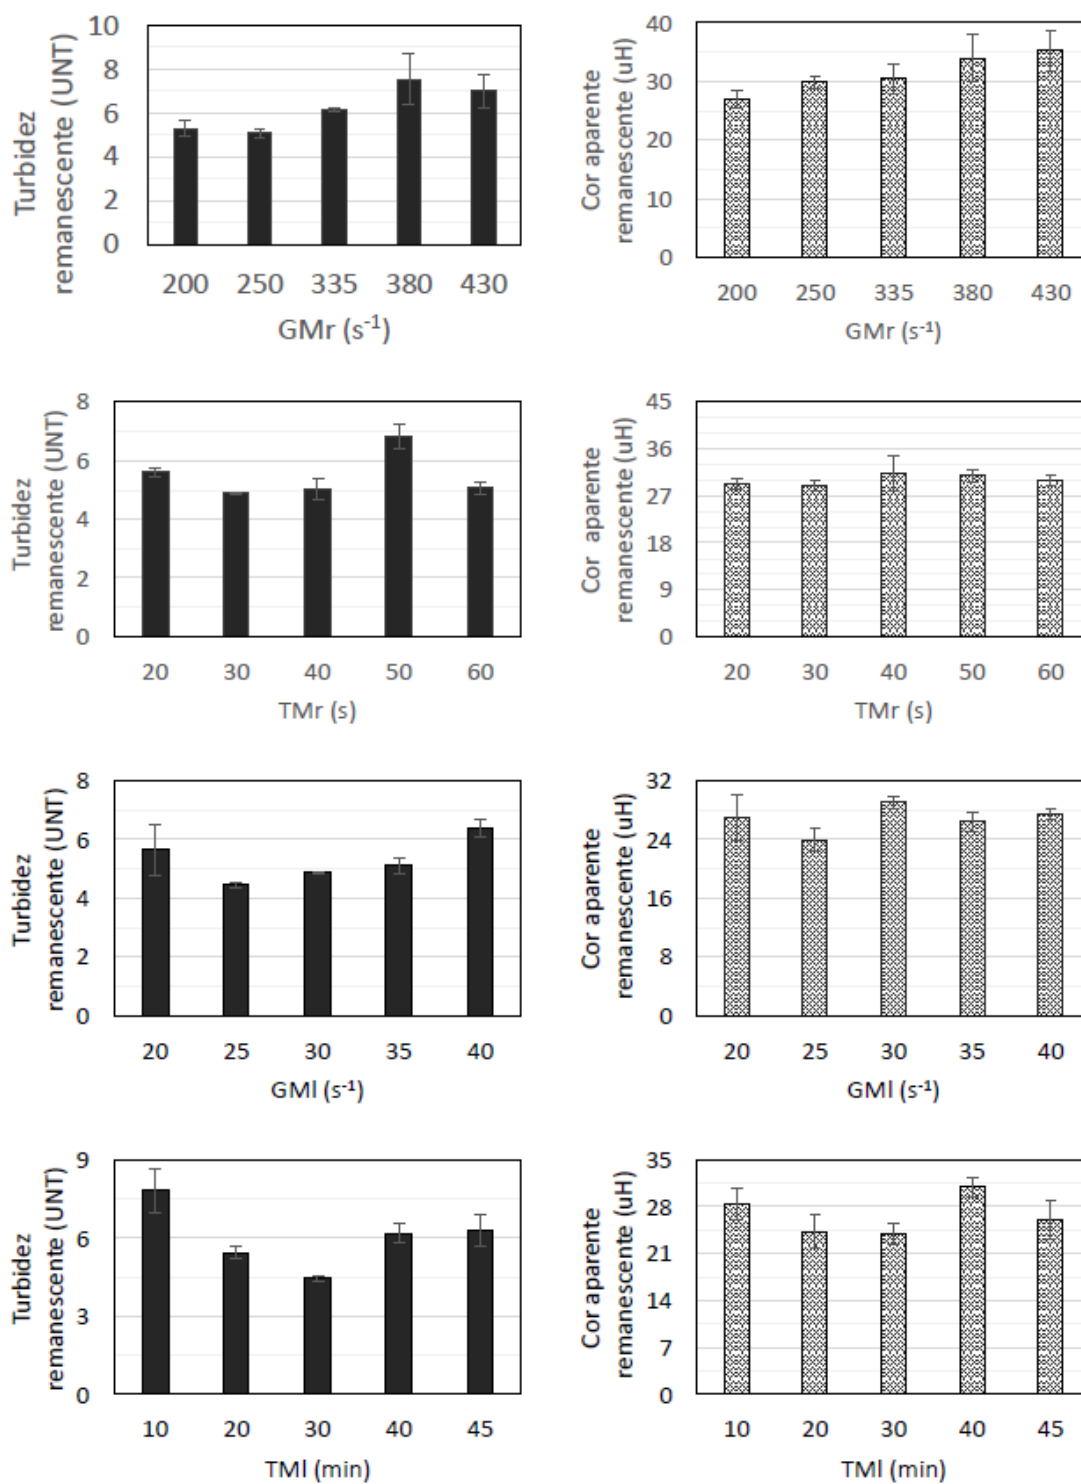 Turbidez
remanescente (UNT)
10
8
6
4
2
0
200 250 335 380 430
GMr (s⁻¹)
Cor aparente
remanescente (uH)
40
30
20
10
0
200 250 335 380 430
GMr (s⁻¹)
Turbidez
remanescente (UNT)
8
6
4
2
0
20 30 40 50 60
TMr (s)
Cor aparente
remanescente (uH)
45
36
27
18
9
0
20 30 40 50 60
TMr (s)
Turbidez
remanescente (UNT)
8
6
4
2
0
20 25 30 35 40
GMl (s⁻¹)
Cor aparente
remanescente (uH)
32
24
16
8
0
20 25 30 35 40
GMl (s⁻¹)
Turbidez
remanescente (UNT)
9
6
3
0
10 20 30 40 45
TMl (min)
Cor aparente
remanescente (uH)
35
28
21
14
7
0
10 20 30 40 45
TMl (min)